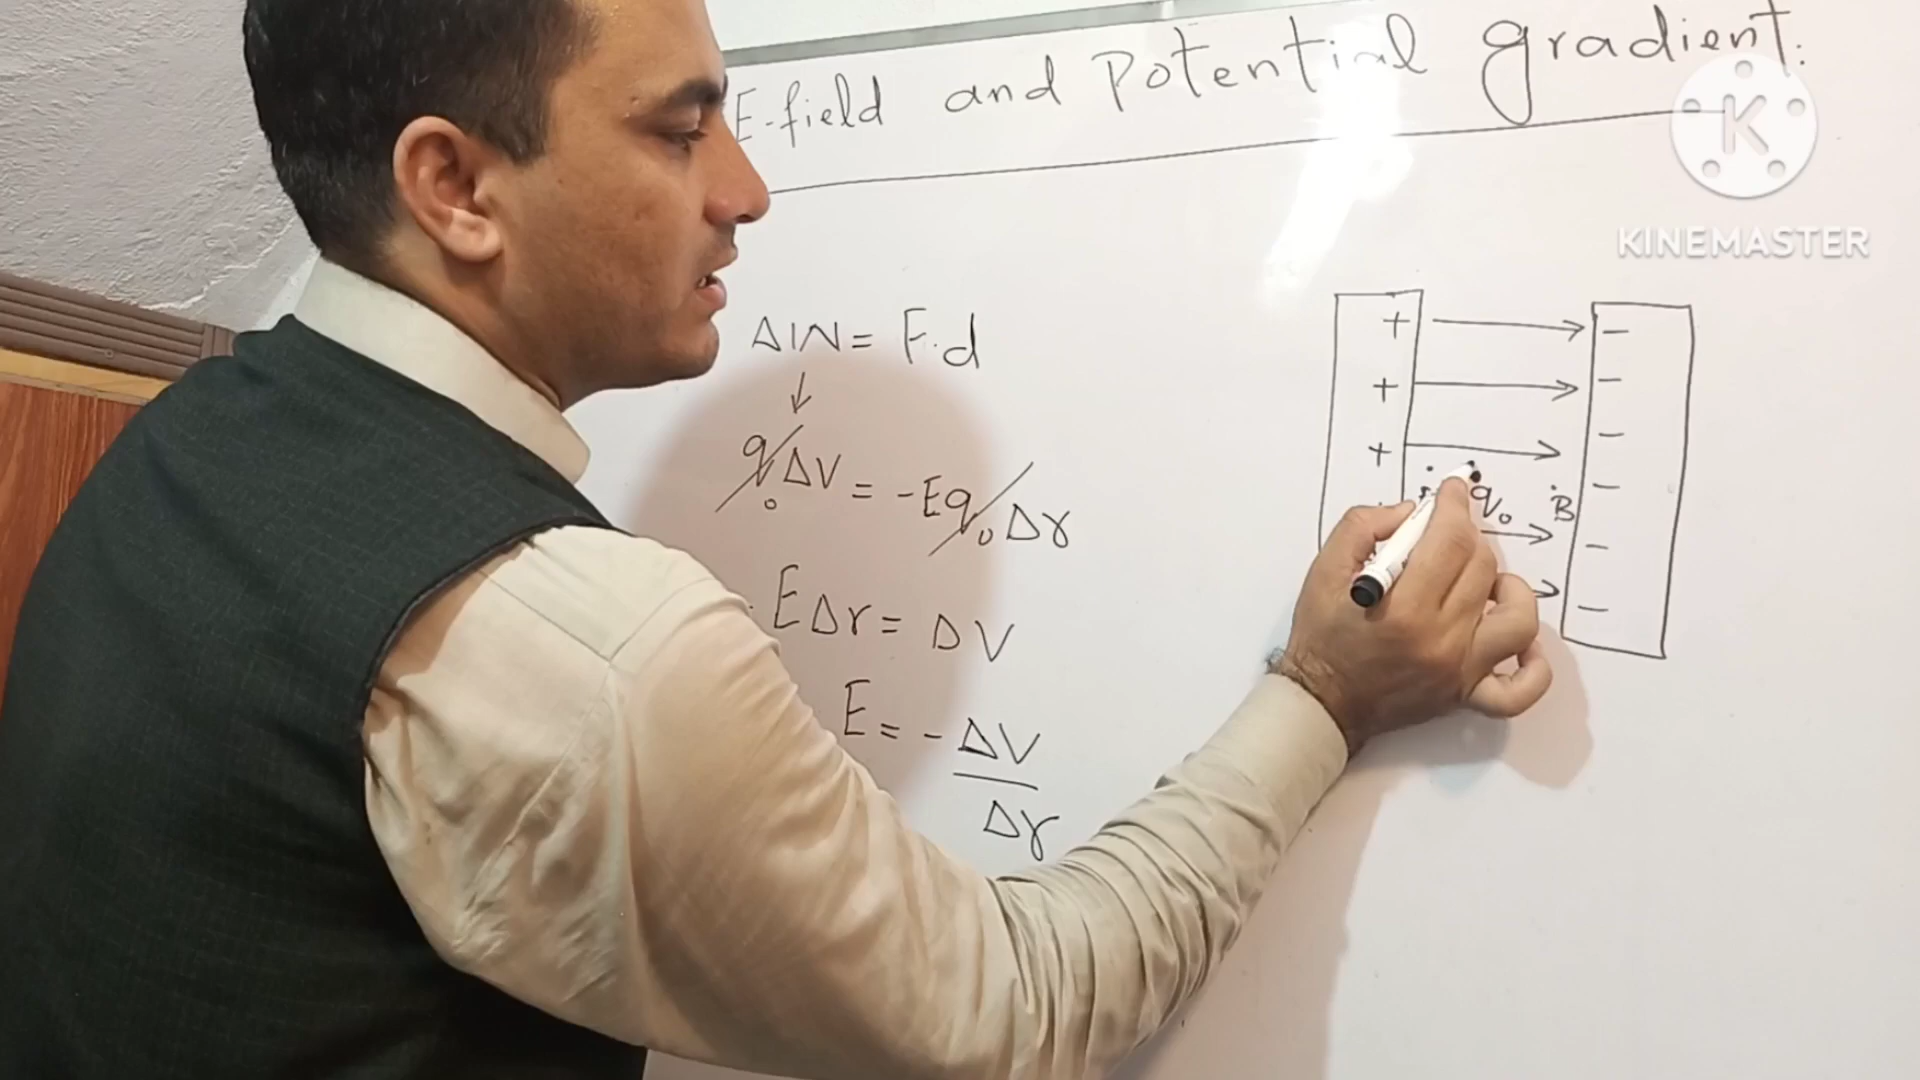 E-field and Potential gradient.
K
KINEMASTER
ΔW = F.d
↓
q₀ΔV = -Eq₀Δr
- EΔr = ΔV
E = - ΔV
Δr
+ -
+ -
+ -
q₀ B -
-
-